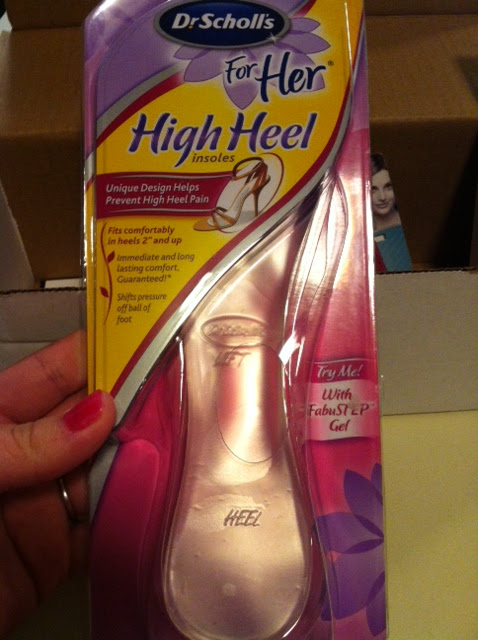 Dr.Scholl's
For Her®
High Heel
insoles
Unique Design Helps
Prevent High Heel Pain
Fits comfortably
in heels 2" and up
Immediate and long
lasting comfort,
Guaranteed!*
Shifts pressure
off ball of
foot
LEFT
Try Me!
With
FabuSTEP™
Gel
HEEL